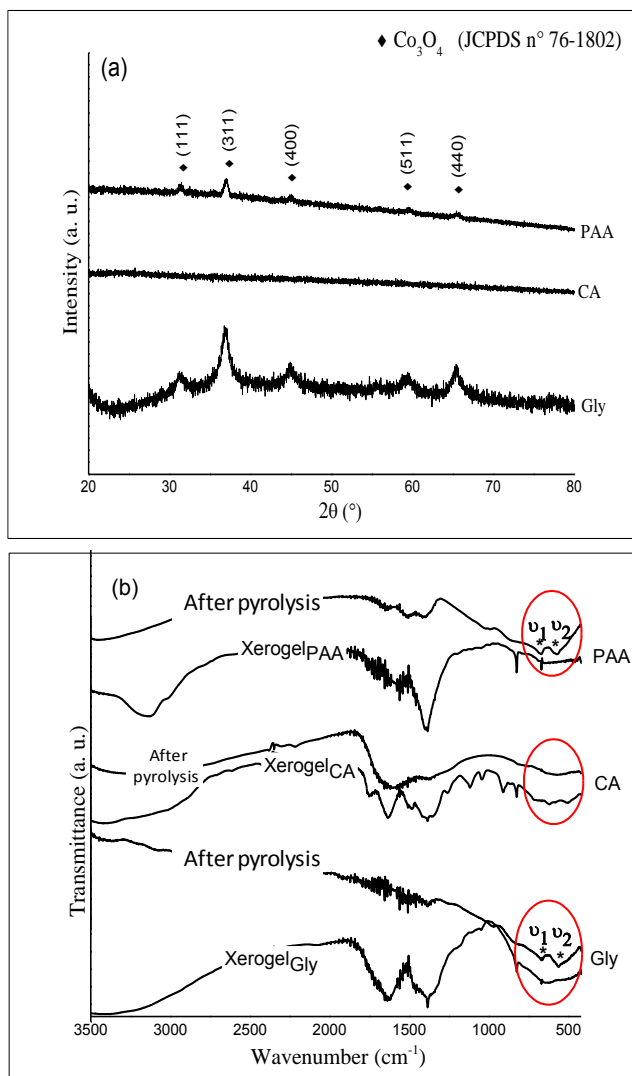 ♦ Co3O4 (JCPDS n° 76-1802)
(a)
(111)
(311)
(400)
(511)
(440)
PAA
CA
Gly
Intensity (a. u.)
20 30 40 50 60 70 80
2θ (°)
(b)
After pyrolysis
υ1 υ2
* *
XerogelPAA
PAA
After
pyrolysis
XerogelCA
CA
After pyrolysis
υ1 υ2
* *
XerogelGly
Gly
Transmittance (a. u.)
3500 3000 2500 2000 1500 1000 500
Wavenumber (cm-1)